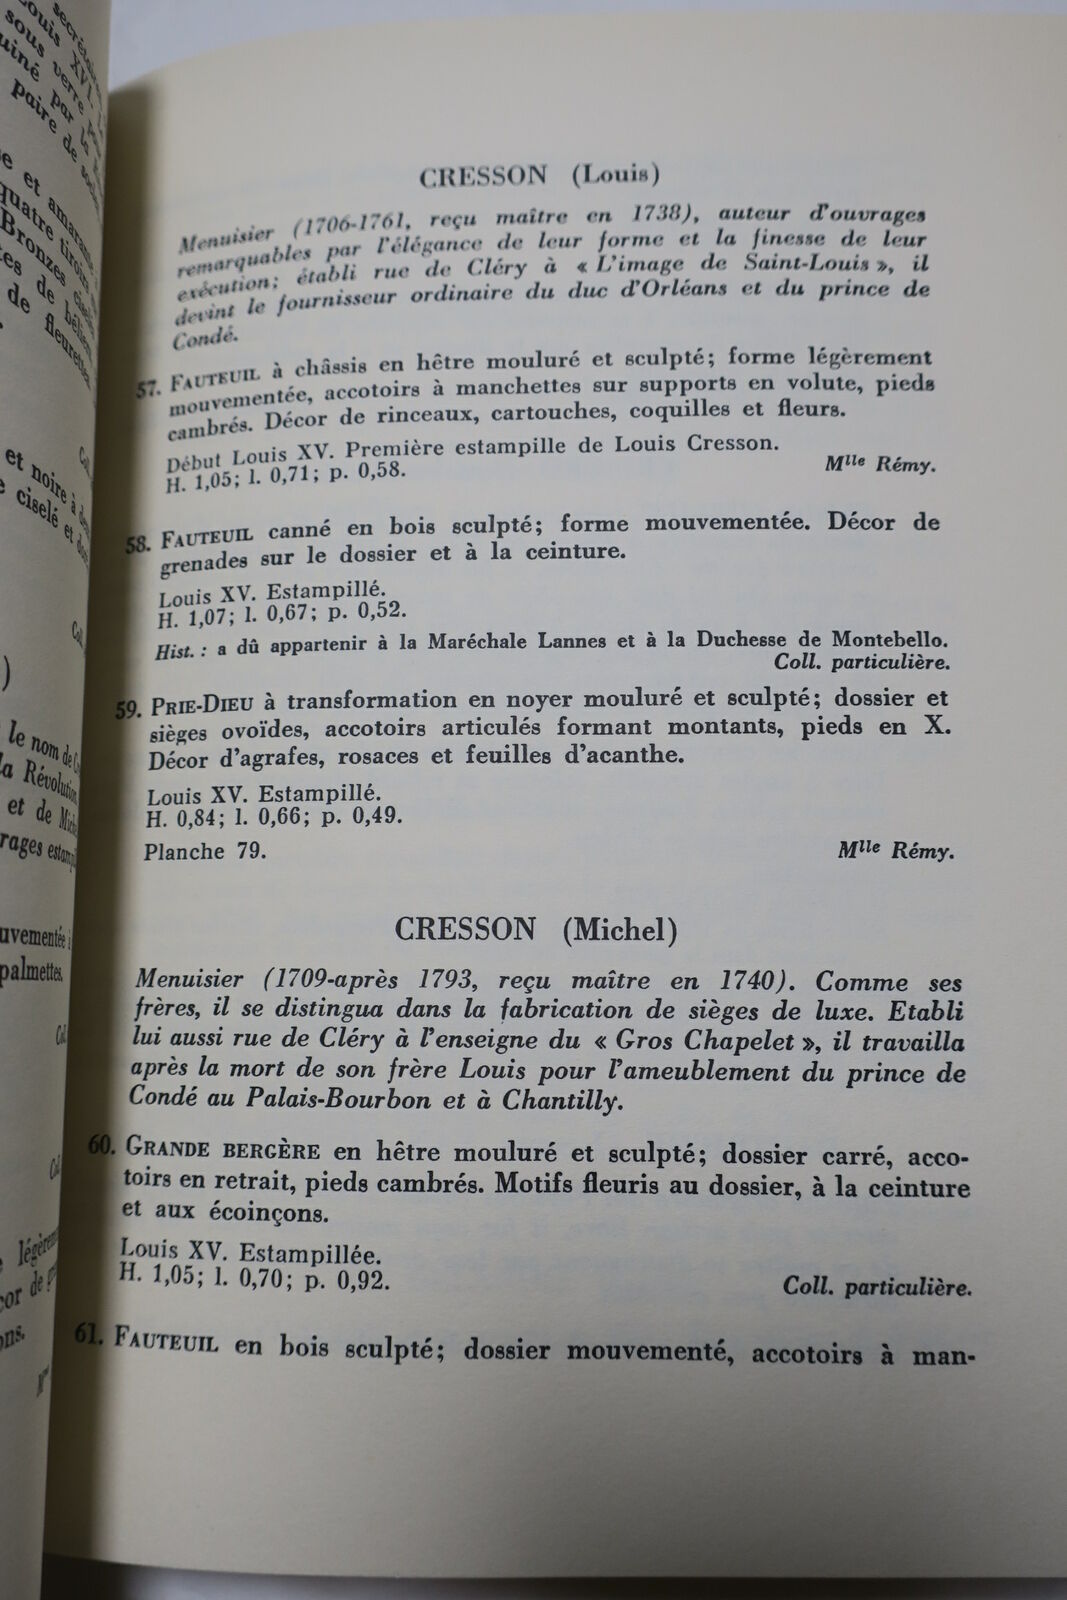 CRESSON (Louis)
Menuisier (1706-1761, reçu maître en 1738), auteur d'ouvrages
remarquables par l'élégance de leur forme et la finesse de leur
exécution; établi rue de Cléry à « L'image de Saint-Louis », il
devint le fournisseur ordinaire du duc d'Orléans et du prince de
Condé.
57. FAUTEUIL à châssis en hêtre mouluré et sculpté; forme légèrement
mouvementée, accotoirs à manchettes sur supports en volute, pieds
cambrés. Décor de rinceaux, cartouches, coquilles et fleurs.
Début Louis XV. Première estampille de Louis Cresson.
H. 1,05; l. 0,71; p. 0,58.
Mlle Rémy.
58. FAUTEUIL canné en bois sculpté; forme mouvementée. Décor de
grenades sur le dossier et à la ceinture.
Louis XV. Estampillé.
H. 1,07; l. 0,67; p. 0,52.
Hist. : a dû appartenir à la Maréchale Lannes et à la Duchesse de Montebello.
Coll. particulière.
59. PRIE-DIEU à transformation en noyer mouluré et sculpté; dossier et
sièges ovoïdes, accotoirs articulés formant montants, pieds en X.
Décor d'agrafes, rosaces et feuilles d'acanthe.
Louis XV. Estampillé.
H. 0,84; l. 0,66; p. 0,49.
Planche 79.
Mlle Rémy.
CRESSON (Michel)
Menuisier (1709-après 1793, reçu maître en 1740). Comme ses
frères, il se distingua dans la fabrication de sièges de luxe. Etabli
lui aussi rue de Cléry à l'enseigne du « Gros Chapelet », il travailla
après la mort de son frère Louis pour l'ameublement du prince de
Condé au Palais-Bourbon et à Chantilly.
60. GRANDE BERGÈRE en hêtre mouluré et sculpté; dossier carré, acco-
toirs en retrait, pieds cambrés. Motifs fleuris au dossier, à la ceinture
et aux écoinçons.
Louis XV. Estampillée.
H. 1,05; l. 0,70; p. 0,92.
Coll. particulière.
61. FAUTEUIL en bois sculpté; dossier mouvementé, accotoirs à man-